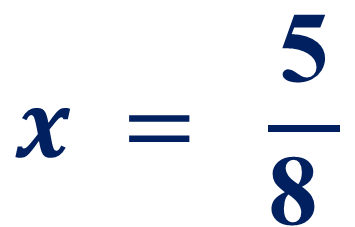 x = 5/8